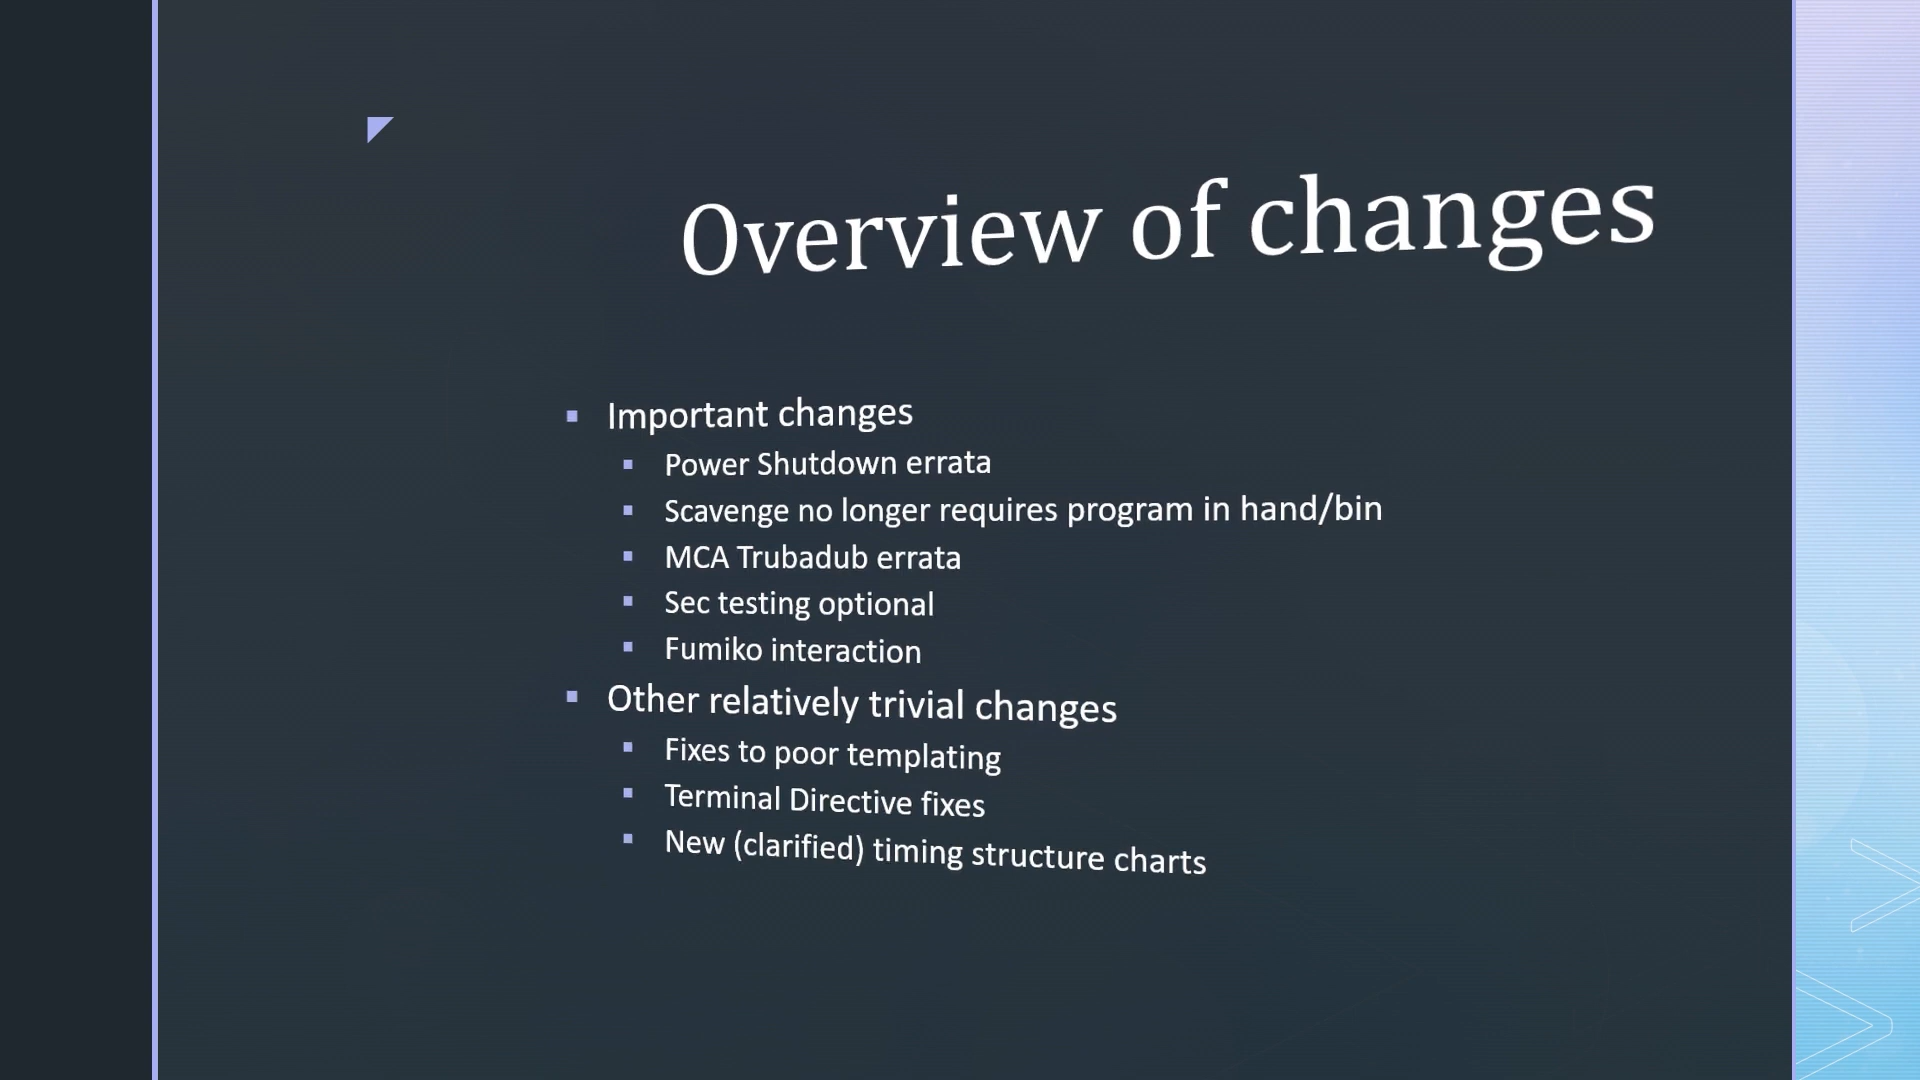 Overview of changes
Important changes
Power Shutdown errata
Scavenge no longer requires program in hand/bin
MCA Trubadub errata
Sec testing optional
Fumiko interaction
Other relatively trivial changes
Fixes to poor templating
Terminal Directive fixes
New (clarified) timing structure charts